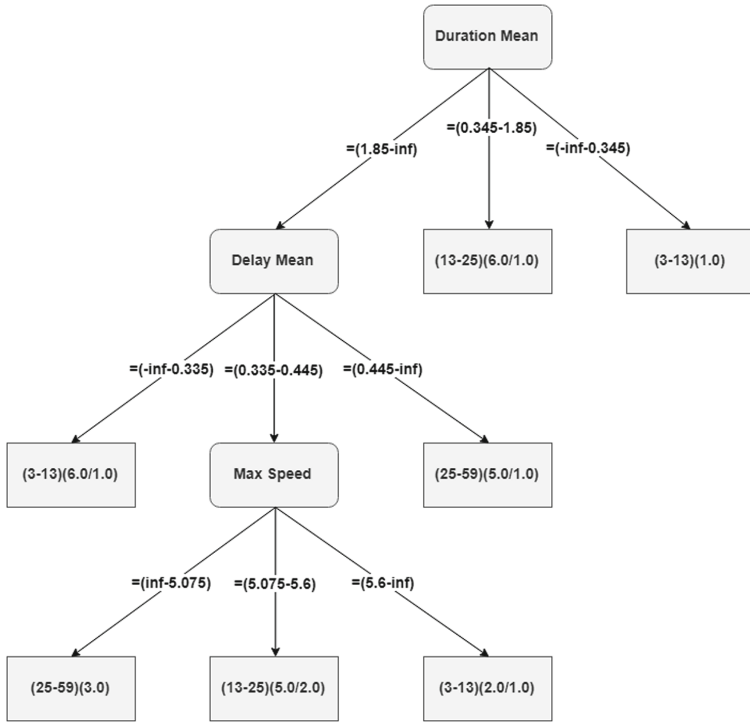 Duration Mean
=(0.345-1.85)
=(1.85-inf)
=(-inf-0.345)
Delay Mean
(13-25)(6.0/1.0)
(3-13)(1.0)
=(-inf-0.335)
=(0.335-0.445)
=(0.445-inf)
(3-13)(6.0/1.0)
Max Speed
(25-59)(5.0/1.0)
=(inf-5.075)
=(5.075-5.6)
=(5.6-inf)
(25-59)(3.0)
(13-25)(5.0/2.0)
(3-13)(2.0/1.0)